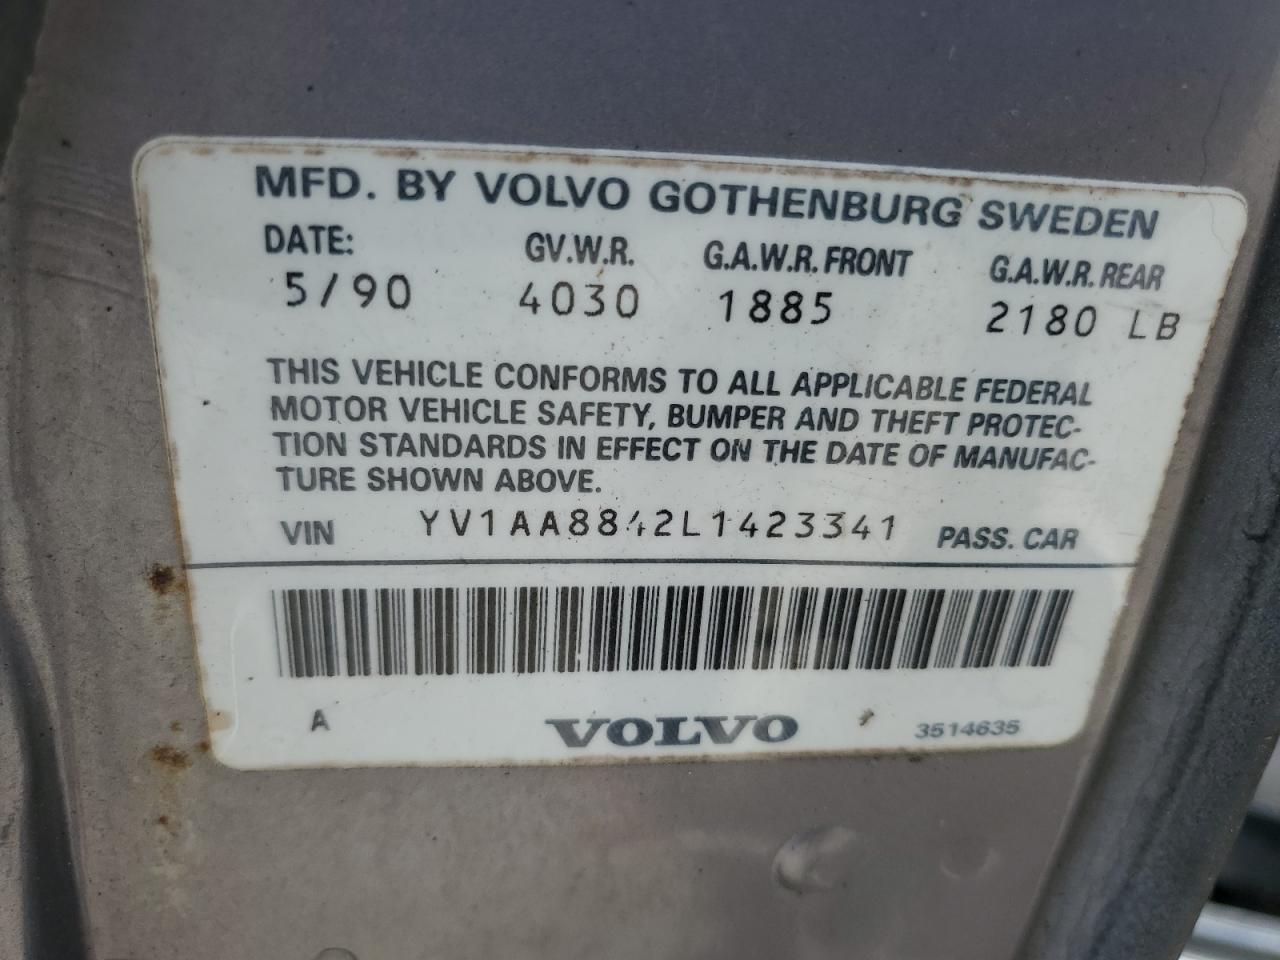 MFD. BY VOLVO GOTHENBURG SWEDEN
DATE: GV.W.R. G.A.W.R. FRONT G.A.W.R. REAR
5/90 4030 1885 2180 LB
THIS VEHICLE CONFORMS TO ALL APPLICABLE FEDERAL
MOTOR VEHICLE SAFETY, BUMPER AND THEFT PROTEC-
TION STANDARDS IN EFFECT ON THE DATE OF MANUFAC-
TURE SHOWN ABOVE.
VIN YV1AA8842L1423341 PASS. CAR
A VOLVO 3514635